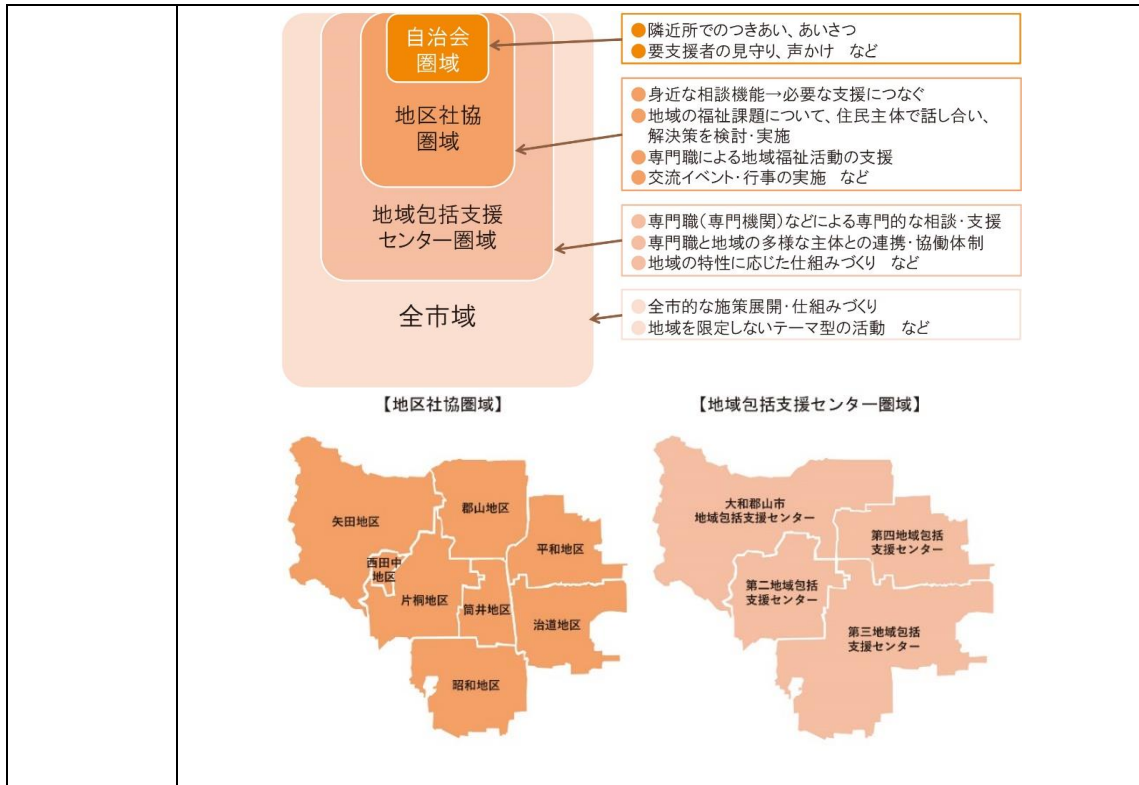 自治会
圏域
地区社協
圏域
地域包括支援
センター圏域
全市域
●隣近所でのつきあい、あいさつ
●要支援者の見守り、声かけ　など
●身近な相談機能→必要な支援につなぐ
●地域の福祉課題について、住民主体で話し合い、
解決策を検討・実施
●専門職による地域福祉活動の支援
●交流イベント・行事の実施　など
●専門職（専門機関）などによる専門的な相談・支援
●専門職と地域の多様な主体との連携・協働体制
●地域の特性に応じた仕組みづくり　など
●全市的な施策展開・仕組みづくり
●地域を限定しないテーマ型の活動　など
【地区社協圏域】
矢田地区
郡山地区
平和地区
西田中
地区
片桐地区
筒井地区
治道地区
昭和地区
【地域包括支援センター圏域】
大和郡山市
地域包括支援センター
第四地域包括
支援センター
第二地域包括
支援センター
第三地域包括
支援センター